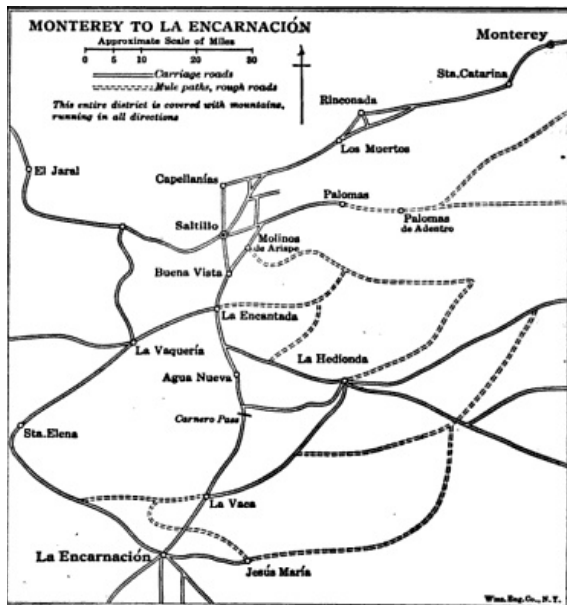 MONTEREY TO LA ENCARNACIÓN
Approximate Scale of Miles
0 10 20 30
Carriage roads
Mule paths, rough roads
This entire district is covered with mountains,
running in all directions
Monterey
Sta. Catarina
Rinconada
Los Muertos
El Jaral
Capellanías
Palomas
Saltillo
Palomas
de Adentro
Molinos
de Arispe
Buena Vista
La Encantada
La Vaquería
La Hedionda
Agua Nueva
Carnero Pass
Sta. Elena
La Vaca
La Encarnación
Jesús María
Wms. Eng. Co., N. Y.